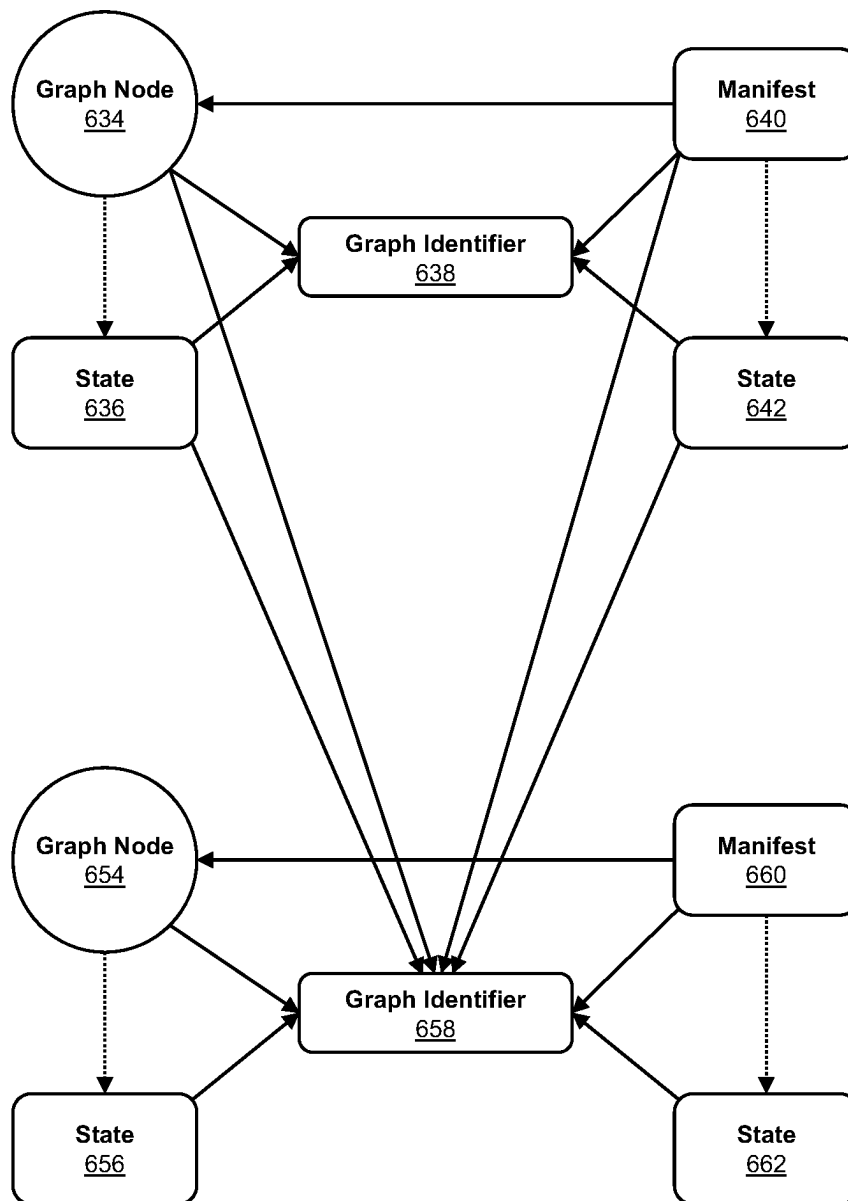 Graph Node
634
Manifest
640
Graph Identifier
638
State
636
State
642
Graph Node
654
Manifest
660
Graph Identifier
658
State
656
State
662